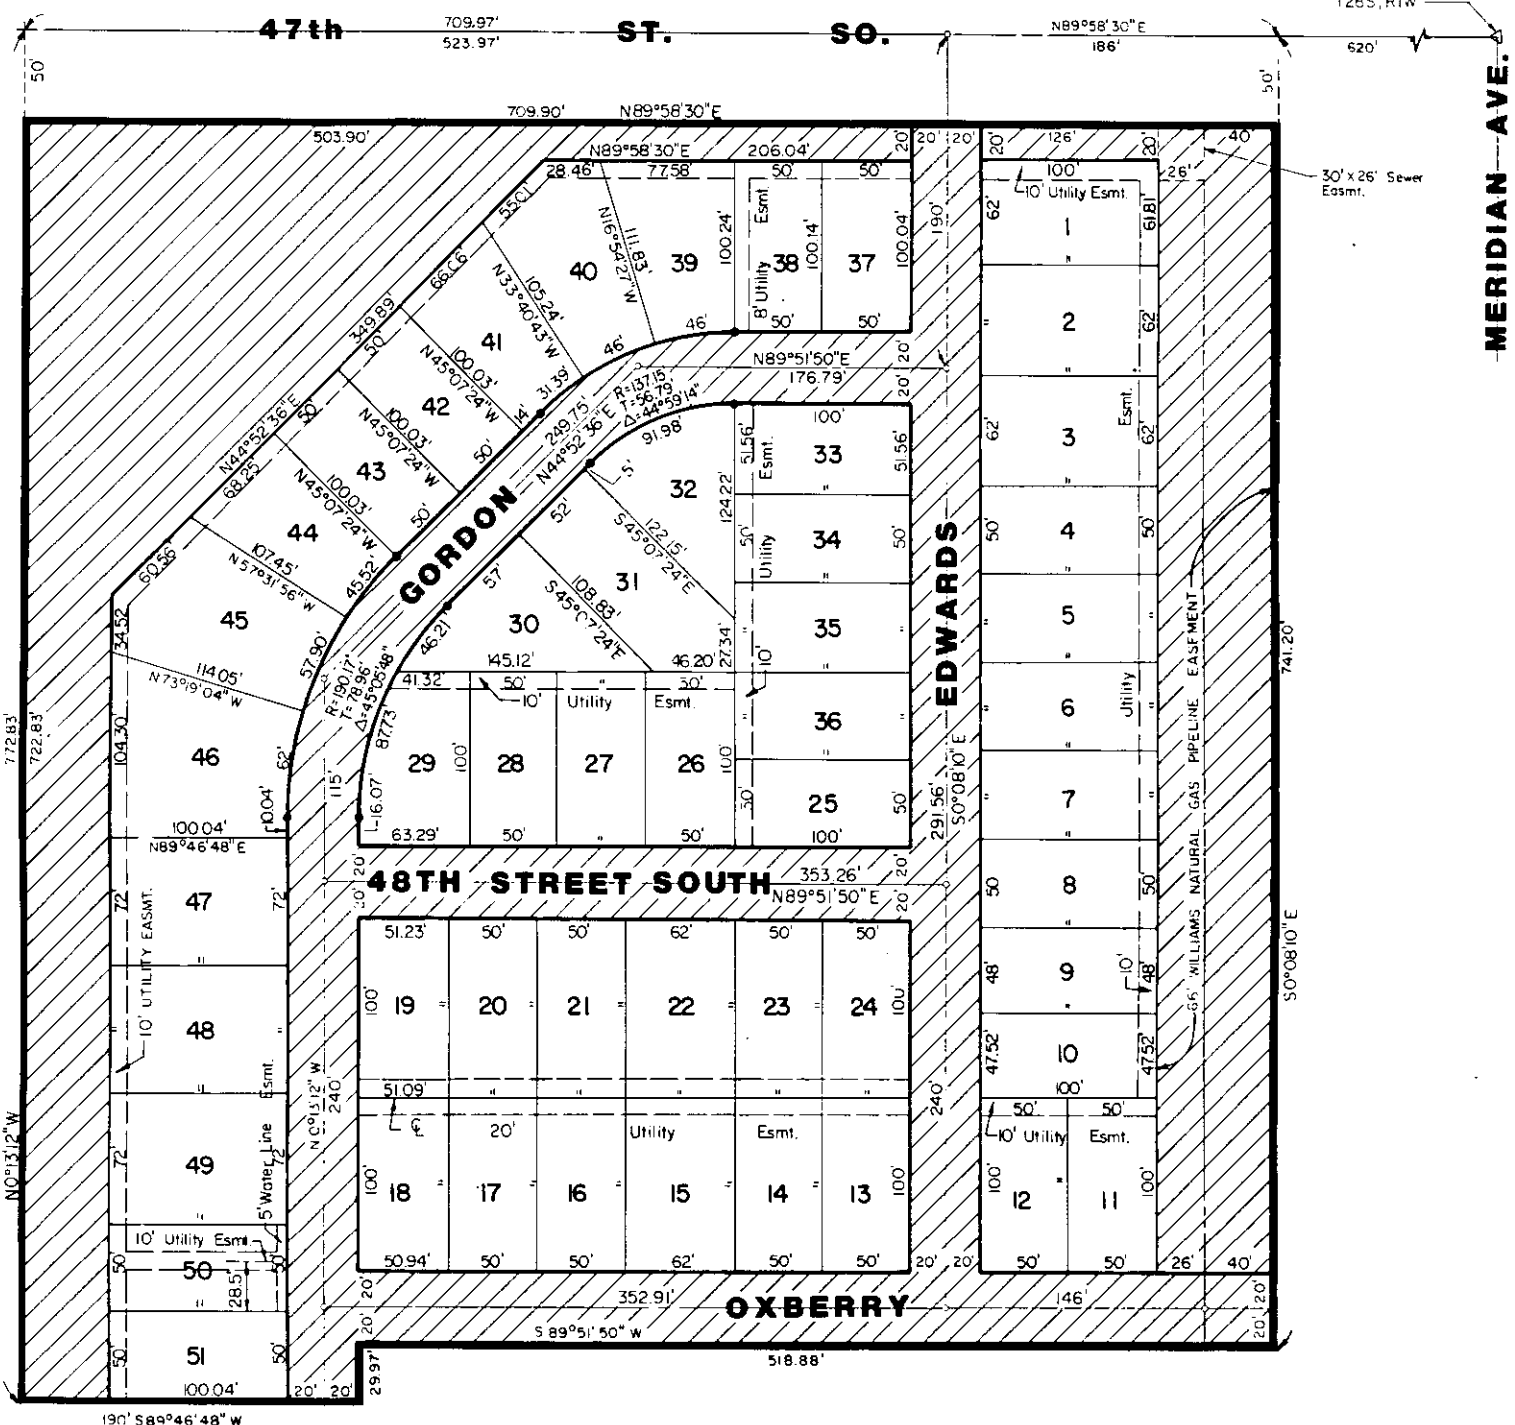 128S, R1W
709.97'
47th ST. SO.
523.97'
N89°58'30"E
186'
620'
MERIDIAN AVE.
50'
50'
709.90' N89°58'30"E
503.90'
20' 20' 20' 126' 20' 40'
N89°58'30"E 206.04'
28.46' 77.58' 50' 50'
100' 26'
10' Utility Esmt.
30' x 26' Sewer
Easmt.
55.01'
N16°54'27"W
111.83'
100.24'
8' Utility Esmt.
100.14'
100.04'
190'
62' 1 61.81
40 39 38 37
66.06'
105.24'
N33°40'43"W
46' 50' 50'
2 62'
349.89'
50'
41
100.03'
N45°07'24"W
46'
31.39'
14'
N89°51'50"E
176.79'
20'
20'
R=137.15
T=56.79'
Δ=44°59'14"
249.75'
N44°52'36"E
91.98'
100'
N44°52'36"E
50'
42
100.03'
N45°07'24"W
50'
5'
51.56'
Esmt.
33
51.56'
62' 3 62'
Esmt.
68.25'
43
100.03'
N45°07'24"W
50'
GORDON
52'
32
124.22'
122.15'
S45°07'24"E
50'
Utility
34
50'
EDWARDS
50' 4 50'
44
107.45'
N57°31'56"W
45.52'
57'
108.83'
S45°07'24"E
31
60.56'
34.52
45
57.90'
46.21'
30
145.12' 46.20'
27.34'
10'
35
5
66' WILLIAMS NATURAL GAS PIPELINE EASEMENT
741.20'
114.05'
N73°19'04"W
R=190.17'
T=78.96'
Δ=45°05'48"
87.73'
41.32' 50' " 50'
10' Utility Esmt.
36
6
Utility
772.83'
722.83'
104.30'
46
62'
115'
16.07'
29 100' 28 27 26 100'
50'
25
50'
100'
291.56'
S0°08'10"E
7
10.04'
100.04'
N89°46'48"E
63.29' 50' " 50'
20'
20'
20'
20'
48TH STREET SOUTH
353.26'
N89°51'50"E
50 8 50'
72' 47 72'
10' UTILITY EASMT.
51.23' 50' 50' 62' 50' 50'
48' 9 10' 48'
S0°08'10"E
48
100' 19 20 21 22 23 24 100'
47.52' 10 47.52'
100'
51.09'
N0°13'12"W
240'
240'
50' 50'
℄ 20' Utility Esmt.
10' Utility Esmt.
N0°13'12"W
72' 49 72'
5' Water Line Esmt.
100' 18 17 16 15 14 13 100'
100' 12 11 100'
10' Utility Esmt.
50' 50 50'
28.5'
50.94' 50' 50' 62' 50' 50' 20' 20' 50' 50' 26' 40'
20'
352.91'
OXBERRY
146'
20'
20'
20'
S89°51'50"W
50' 51 50'
100.04'
20' 20'
29.97'
518.88'
190' S89°46'48"W